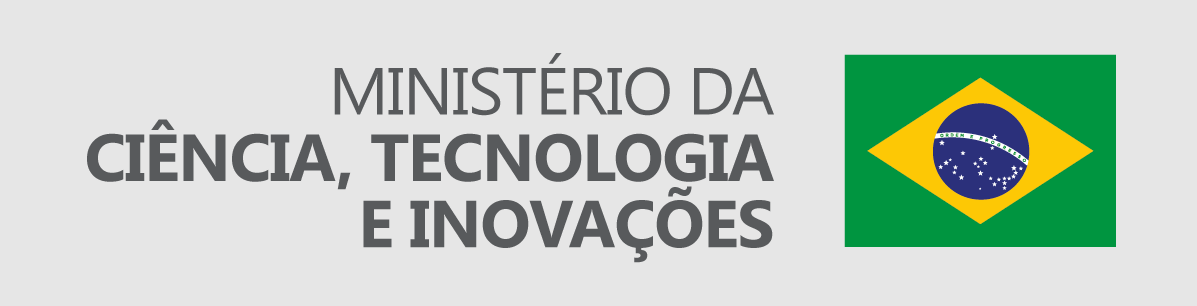 MINISTÉRIO DA
CIÊNCIA, TECNOLOGIA
E INOVAÇÕES
ORDEM E PROGRESSO